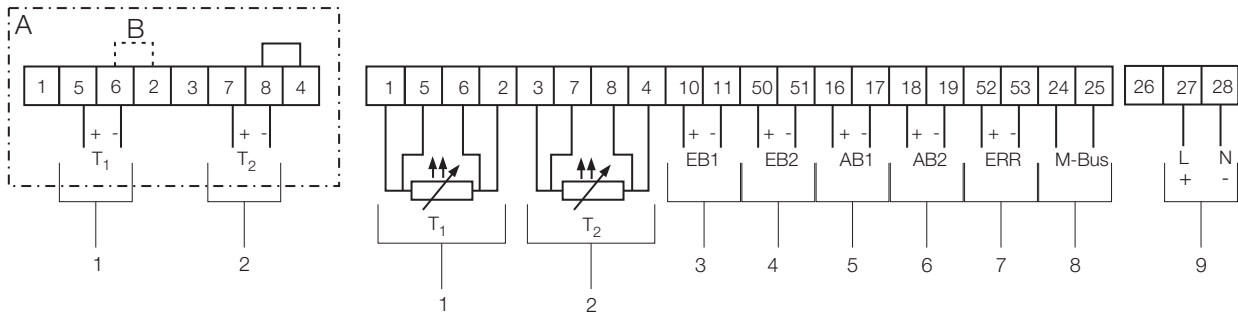 A
B
1 5 6 2 3 7 8 4
1 5 6 2 3 7 8 4 10 11 50 51 16 17 18 19 52 53 24 25
26 27 28
+ -
+ -
+ - + - + - + - + -
T1
T2
EB1 EB2 AB1 AB2 ERR M-Bus
L N
+ -
T1
T2
1
2
3 4 5 6 7 8 9
1
2